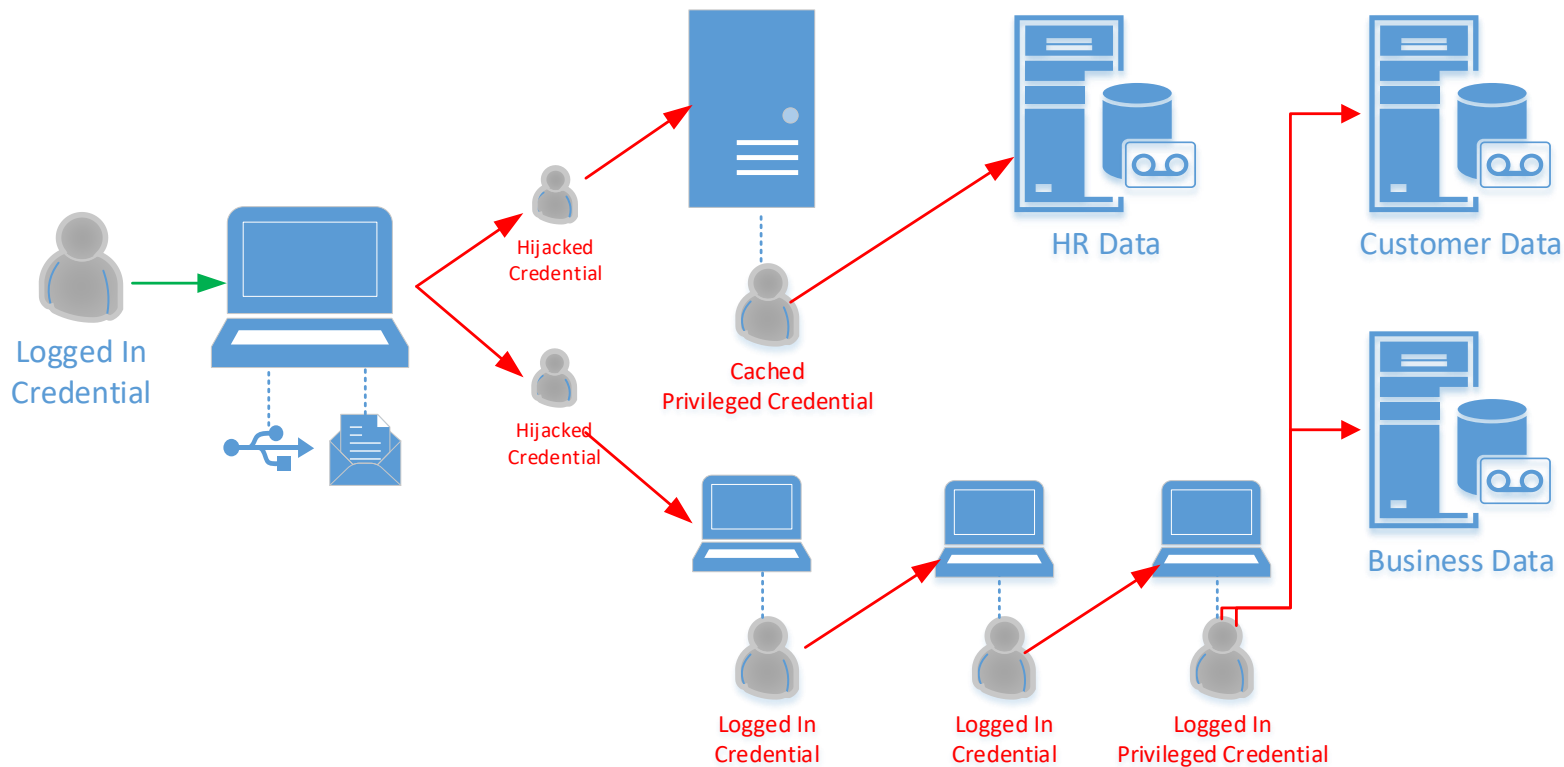 Logged In
Credential
Hijacked
Credential
Hijacked
Credential
Cached
Privileged Credential
HR Data
Customer Data
Business Data
Logged In
Credential
Logged In
Credential
Logged In
Privileged Credential